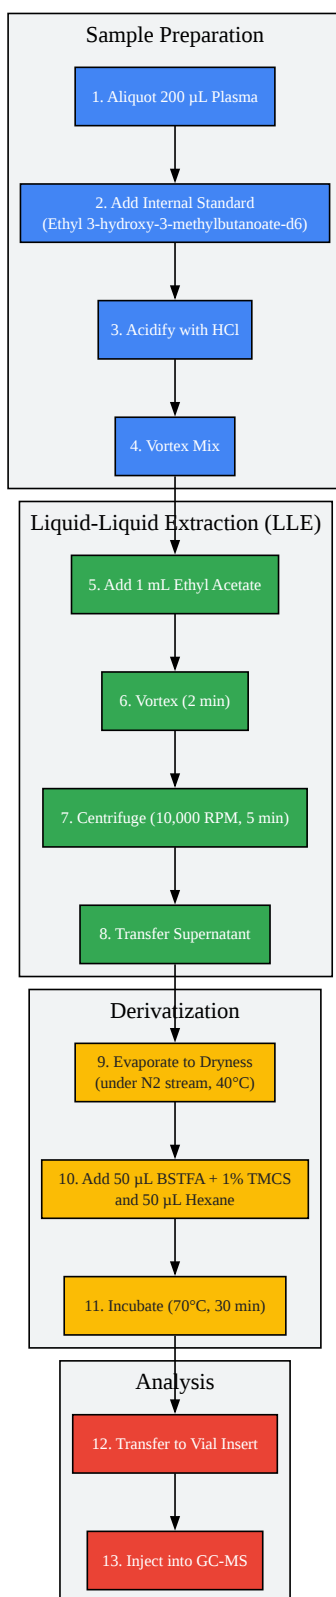 Sample Preparation
1. Aliquot 200 µL Plasma
2. Add Internal Standard
(Ethyl 3-hydroxy-3-methylbutanoate-d6)
3. Acidify with HCl
4. Vortex Mix
Liquid-Liquid Extraction (LLE)
5. Add 1 mL Ethyl Acetate
6. Vortex (2 min)
7. Centrifuge (10,000 RPM, 5 min)
8. Transfer Supernatant
Derivatization
9. Evaporate to Dryness
(under N2 stream, 40°C)
10. Add 50 µL BSTFA + 1% TMCS
and 50 µL Hexane
11. Incubate (70°C, 30 min)
Analysis
12. Transfer to Vial Insert
13. Inject into GC-MS